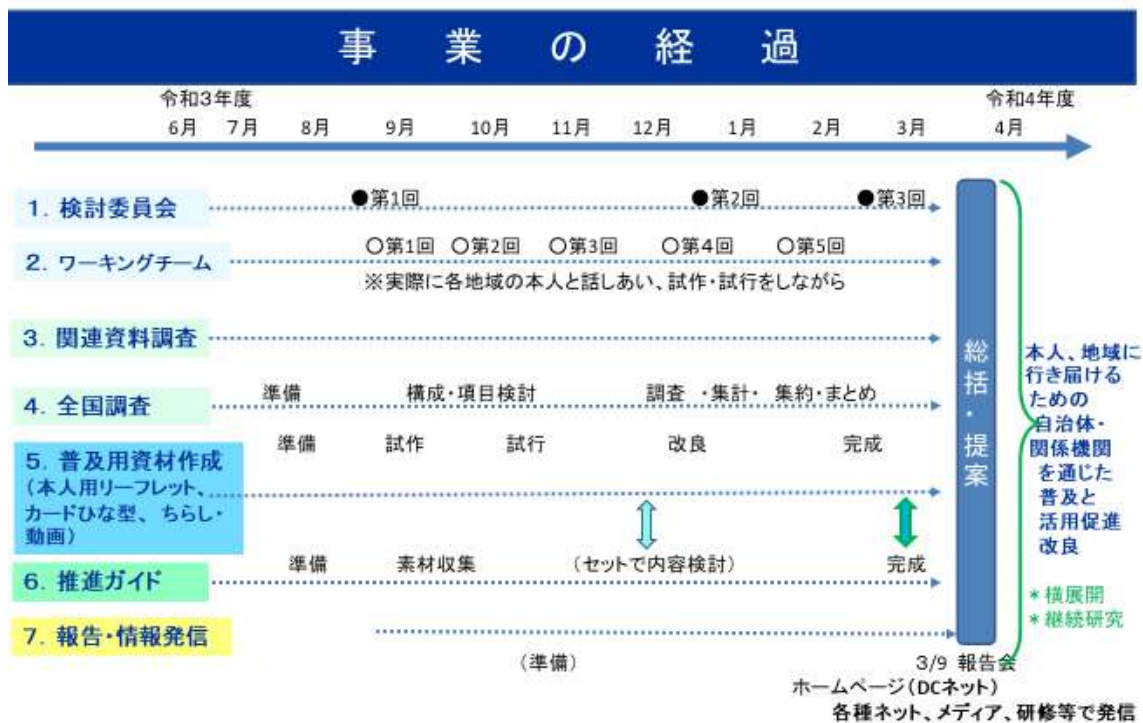 事業の経過
令和3年度 令和4年度
6月 7月 8月 9月 10月 11月 12月 1月 2月 3月 4月
1. 検討委員会 ●第1回 ●第2回 ●第3回
2. ワーキングチーム ○第1回 ○第2回 ○第3回 ○第4回 ○第5回
※実際に各地域の本人と話しあい、試作・試行をしながら
3. 関連資料調査
4. 全国調査 準備 構成・項目検討 調査 ・集計・ 集約・まとめ
準備 試作 試行 改良 完成
5. 普及用資材作成
(本人用リーフレット、
カードひな型、ちらし・
動画)
6. 推進ガイド 準備 素材収集 (セットで内容検討) 完成
7. 報告・情報発信
(準備)
総括・提案
本人、地域に
行き届ける
ための
自治体・
関係機関
を通じた
普及と
活用促進
改良
*横展開
*継続研究
3/9 報告会
ホームページ(DCネット)
各種ネット、メディア、研修等で発信